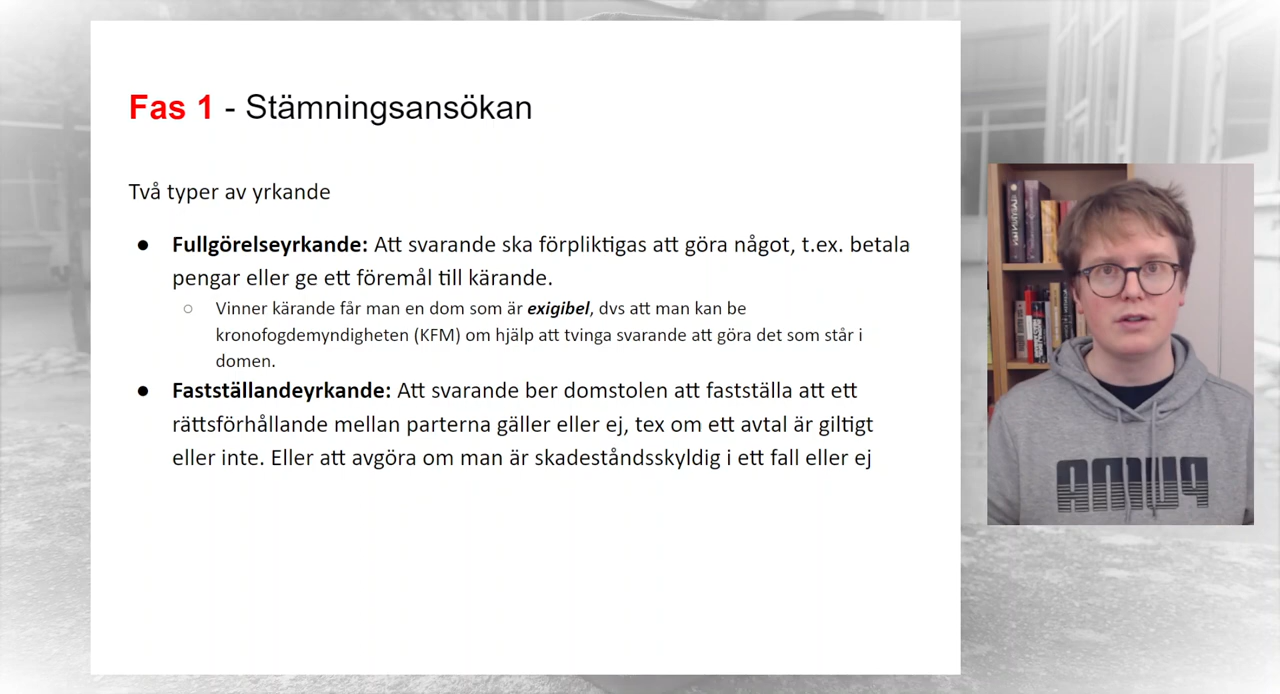 Fas 1 - Stämningsansökan
Två typer av yrkande
● Fullgörelseyrkande: Att svarande ska förpliktigas att göra något, t.ex. betala
pengar eller ge ett föremål till kärande.
○ Vinner kärande får man en dom som är exigibel, dvs att man kan be
kronofogdemyndigheten (KFM) om hjälp att tvinga svarande att göra det som står i
domen.
● Fastställandeyrkande: Att svarande ber domstolen att fastställa att ett
rättsförhållande mellan parterna gäller eller ej, tex om ett avtal är giltigt
eller inte. Eller att avgöra om man är skadeståndsskyldig i ett fall eller ej